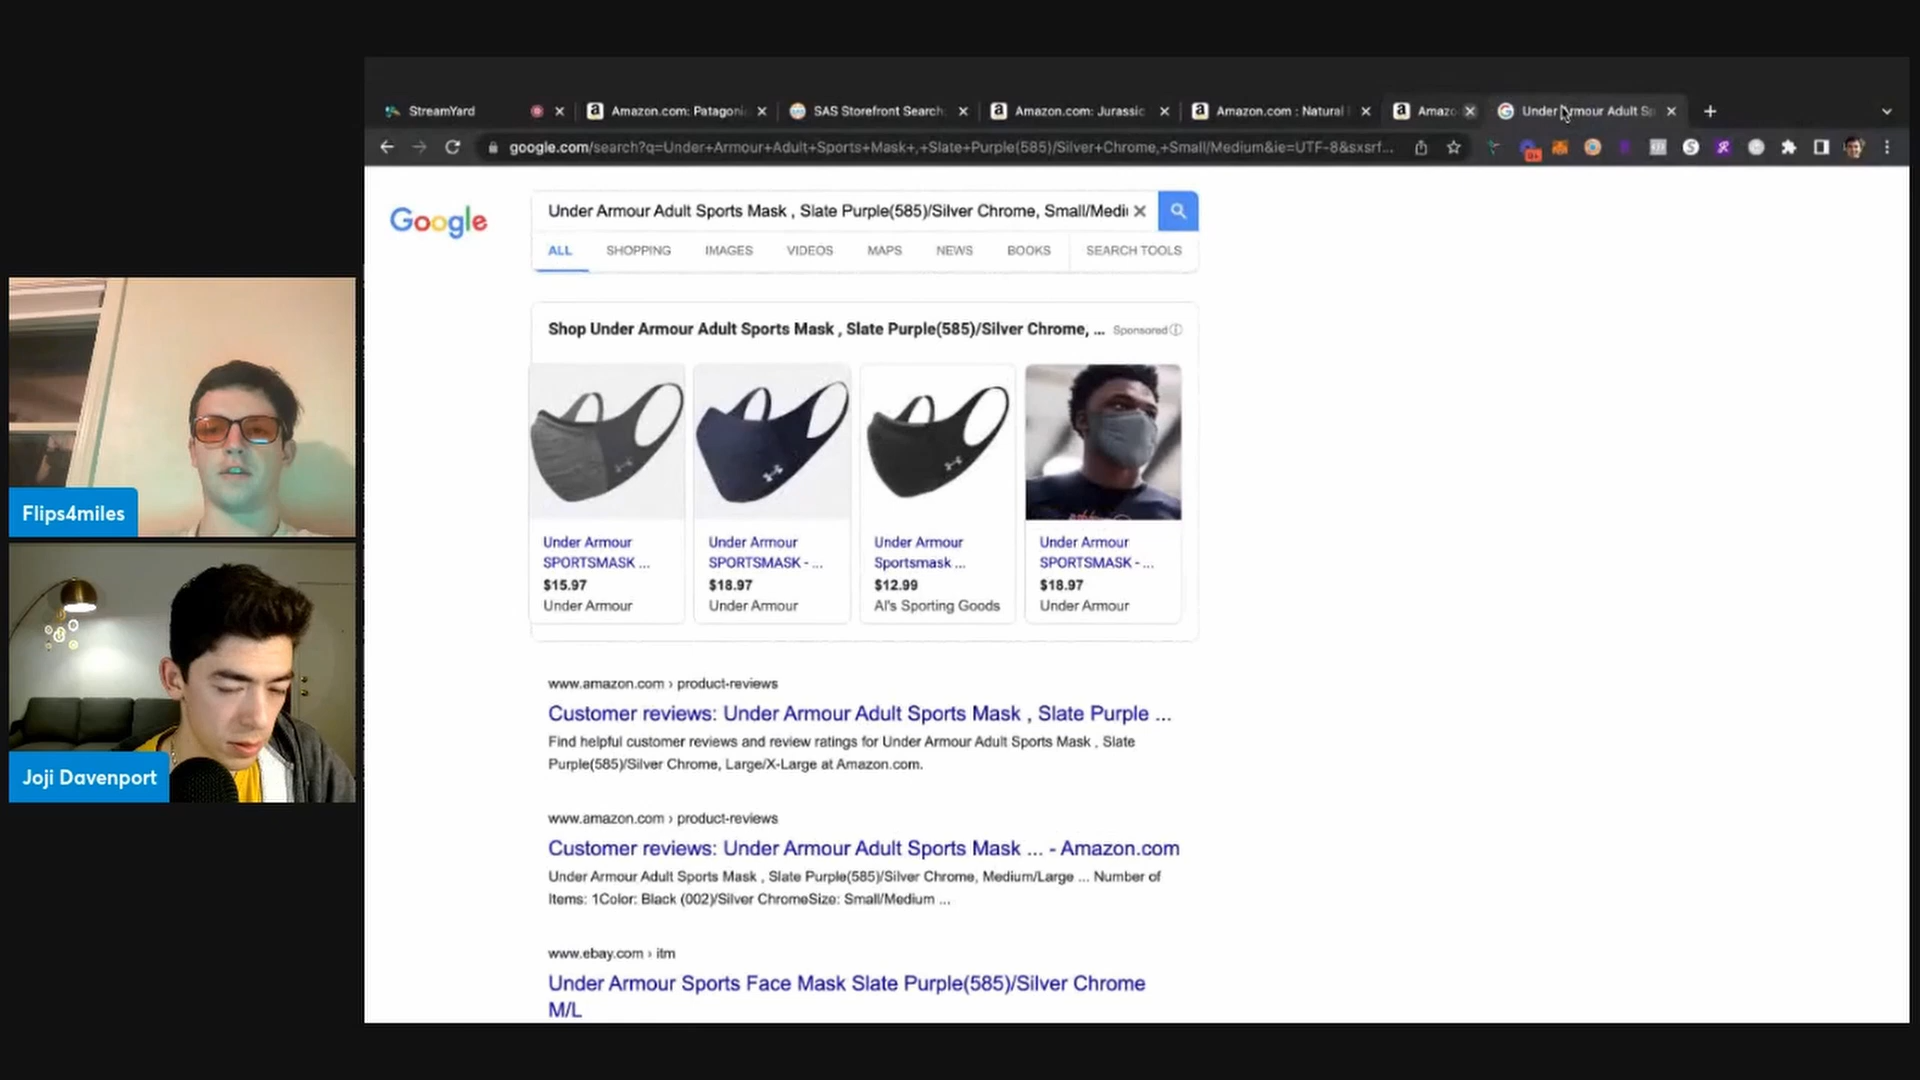 StreamYard
Amazon.com: Patagoni
SAS Storefront Search
Amazon.com: Jurassic
Amazon.com : Natural
Amazo
Under Armour Adult Sp
google.com/search?q=Under+Armour+Adult+Sports+Mask+,+Slate+Purple(585)/Silver+Chrome,+Small/Medium&ie=UTF-8&sxsrf...
Google
Under Armour Adult Sports Mask , Slate Purple(585)/Silver Chrome, Small/Medi
ALL
SHOPPING
IMAGES
VIDEOS
MAPS
NEWS
BOOKS
SEARCH TOOLS
Shop Under Armour Adult Sports Mask , Slate Purple(585)/Silver Chrome, ...
Sponsored
Under Armour
SPORTSMASK ...
$15.97
Under Armour
Under Armour
SPORTSMASK - ...
$18.97
Under Armour
Under Armour
Sportsmask ...
$12.99
Al's Sporting Goods
Under Armour
SPORTSMASK - ...
$18.97
Under Armour
www.amazon.com › product-reviews
Customer reviews: Under Armour Adult Sports Mask , Slate Purple ...
Find helpful customer reviews and review ratings for Under Armour Adult Sports Mask , Slate
Purple(585)/Silver Chrome, Large/X-Large at Amazon.com.
www.amazon.com › product-reviews
Customer reviews: Under Armour Adult Sports Mask ... - Amazon.com
Under Armour Adult Sports Mask , Slate Purple(585)/Silver Chrome, Medium/Large ... Number of
Items: 1Color: Black (002)/Silver ChromeSize: Small/Medium ...
www.ebay.com › itm
Under Armour Sports Face Mask Slate Purple(585)/Silver Chrome
M/L
Flips4miles
Joji Davenport